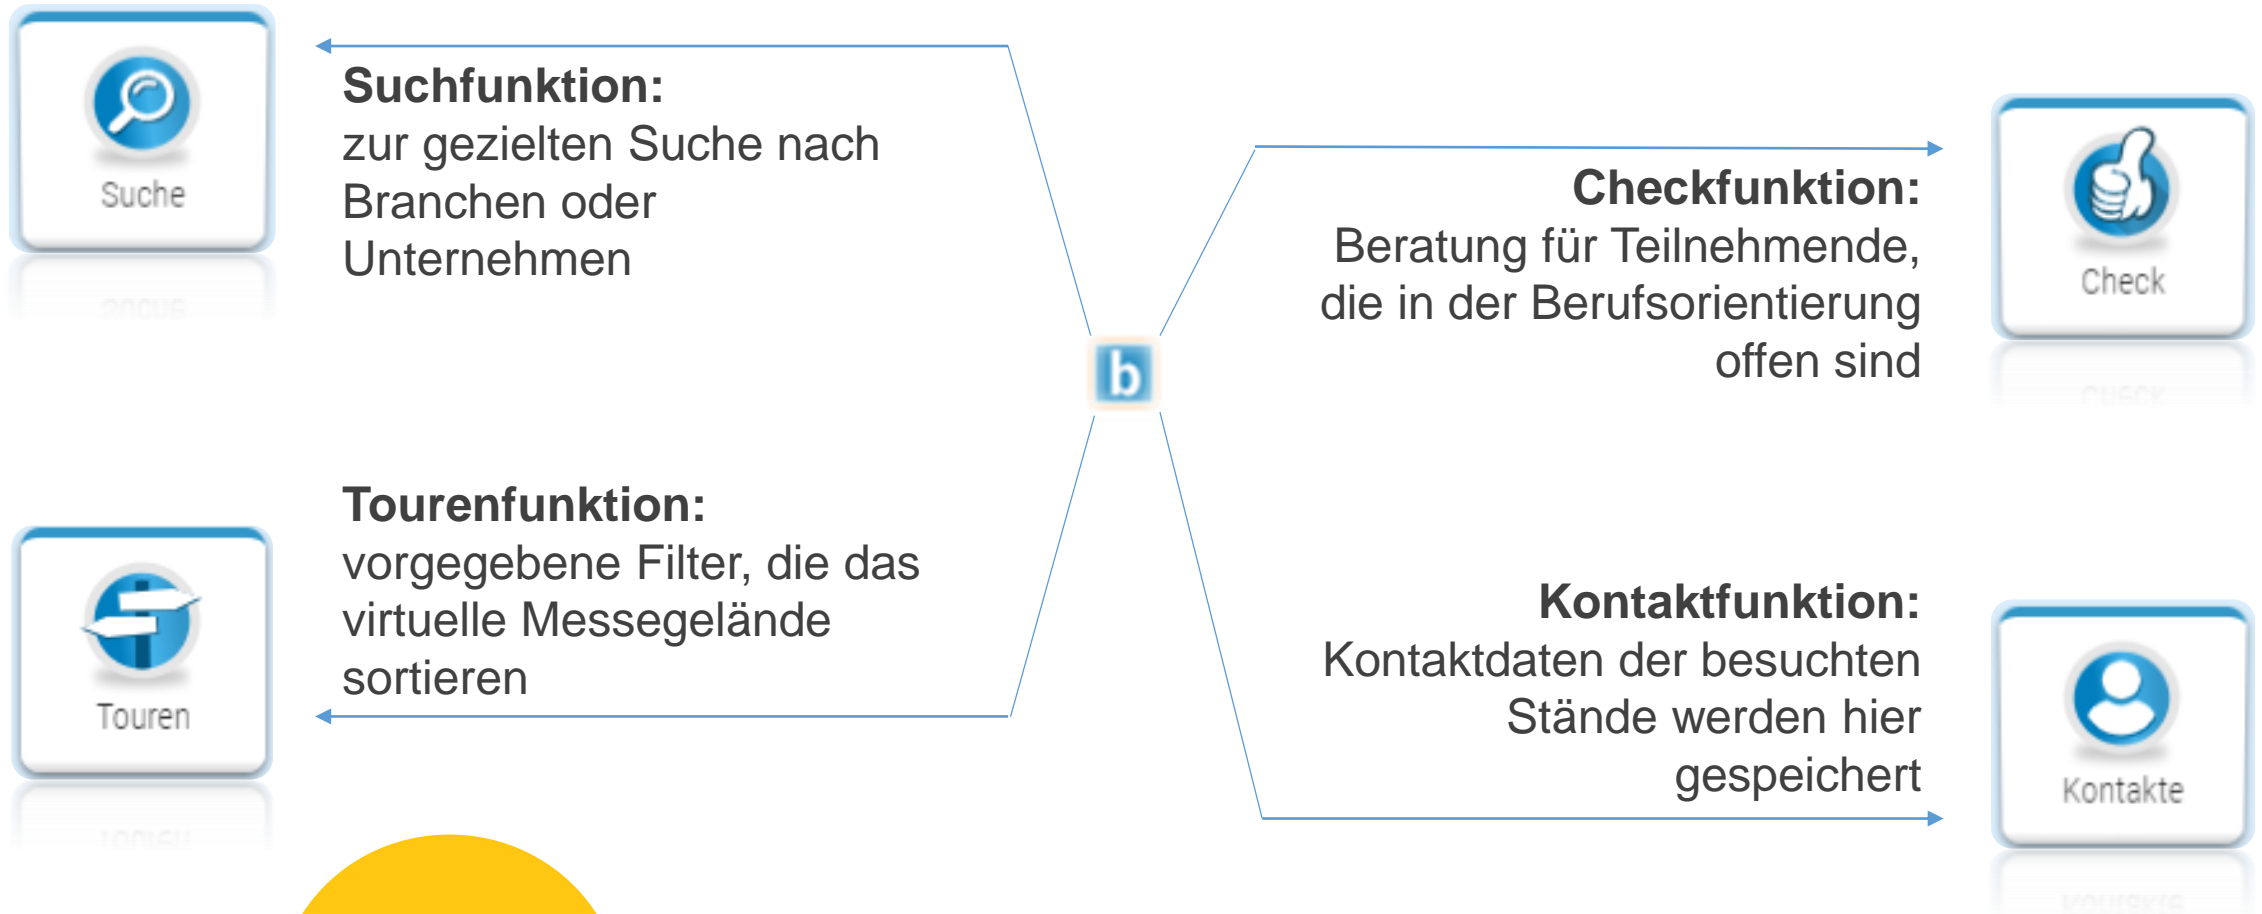 Suche
Suchfunktion:
zur gezielten Suche nach
Branchen oder
Unternehmen
Checkfunktion:
Beratung für Teilnehmende,
die in der Berufsorientierung
offen sind
Check
b
Tourenfunktion:
vorgegebene Filter, die das
virtuelle Messegelände
sortieren
Touren
Kontaktfunktion:
Kontaktdaten der besuchten
Stände werden hier
gespeichert
Kontakte